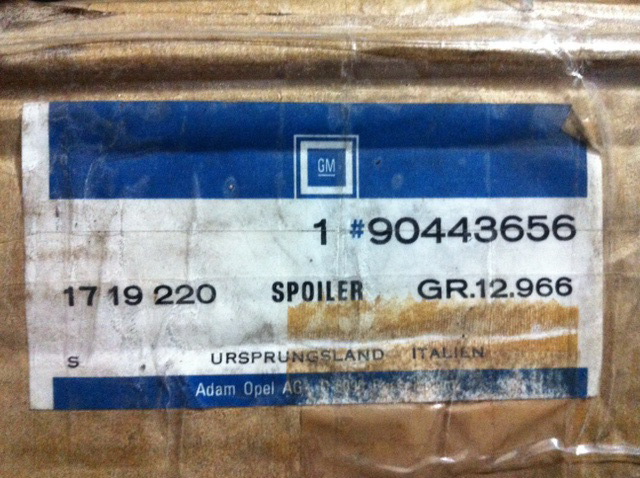 GM
1 #90443656
17 19 220 SPOILER GR.12.966
S URSPRUNGSLAND ITALIEN
Adam Opel AG